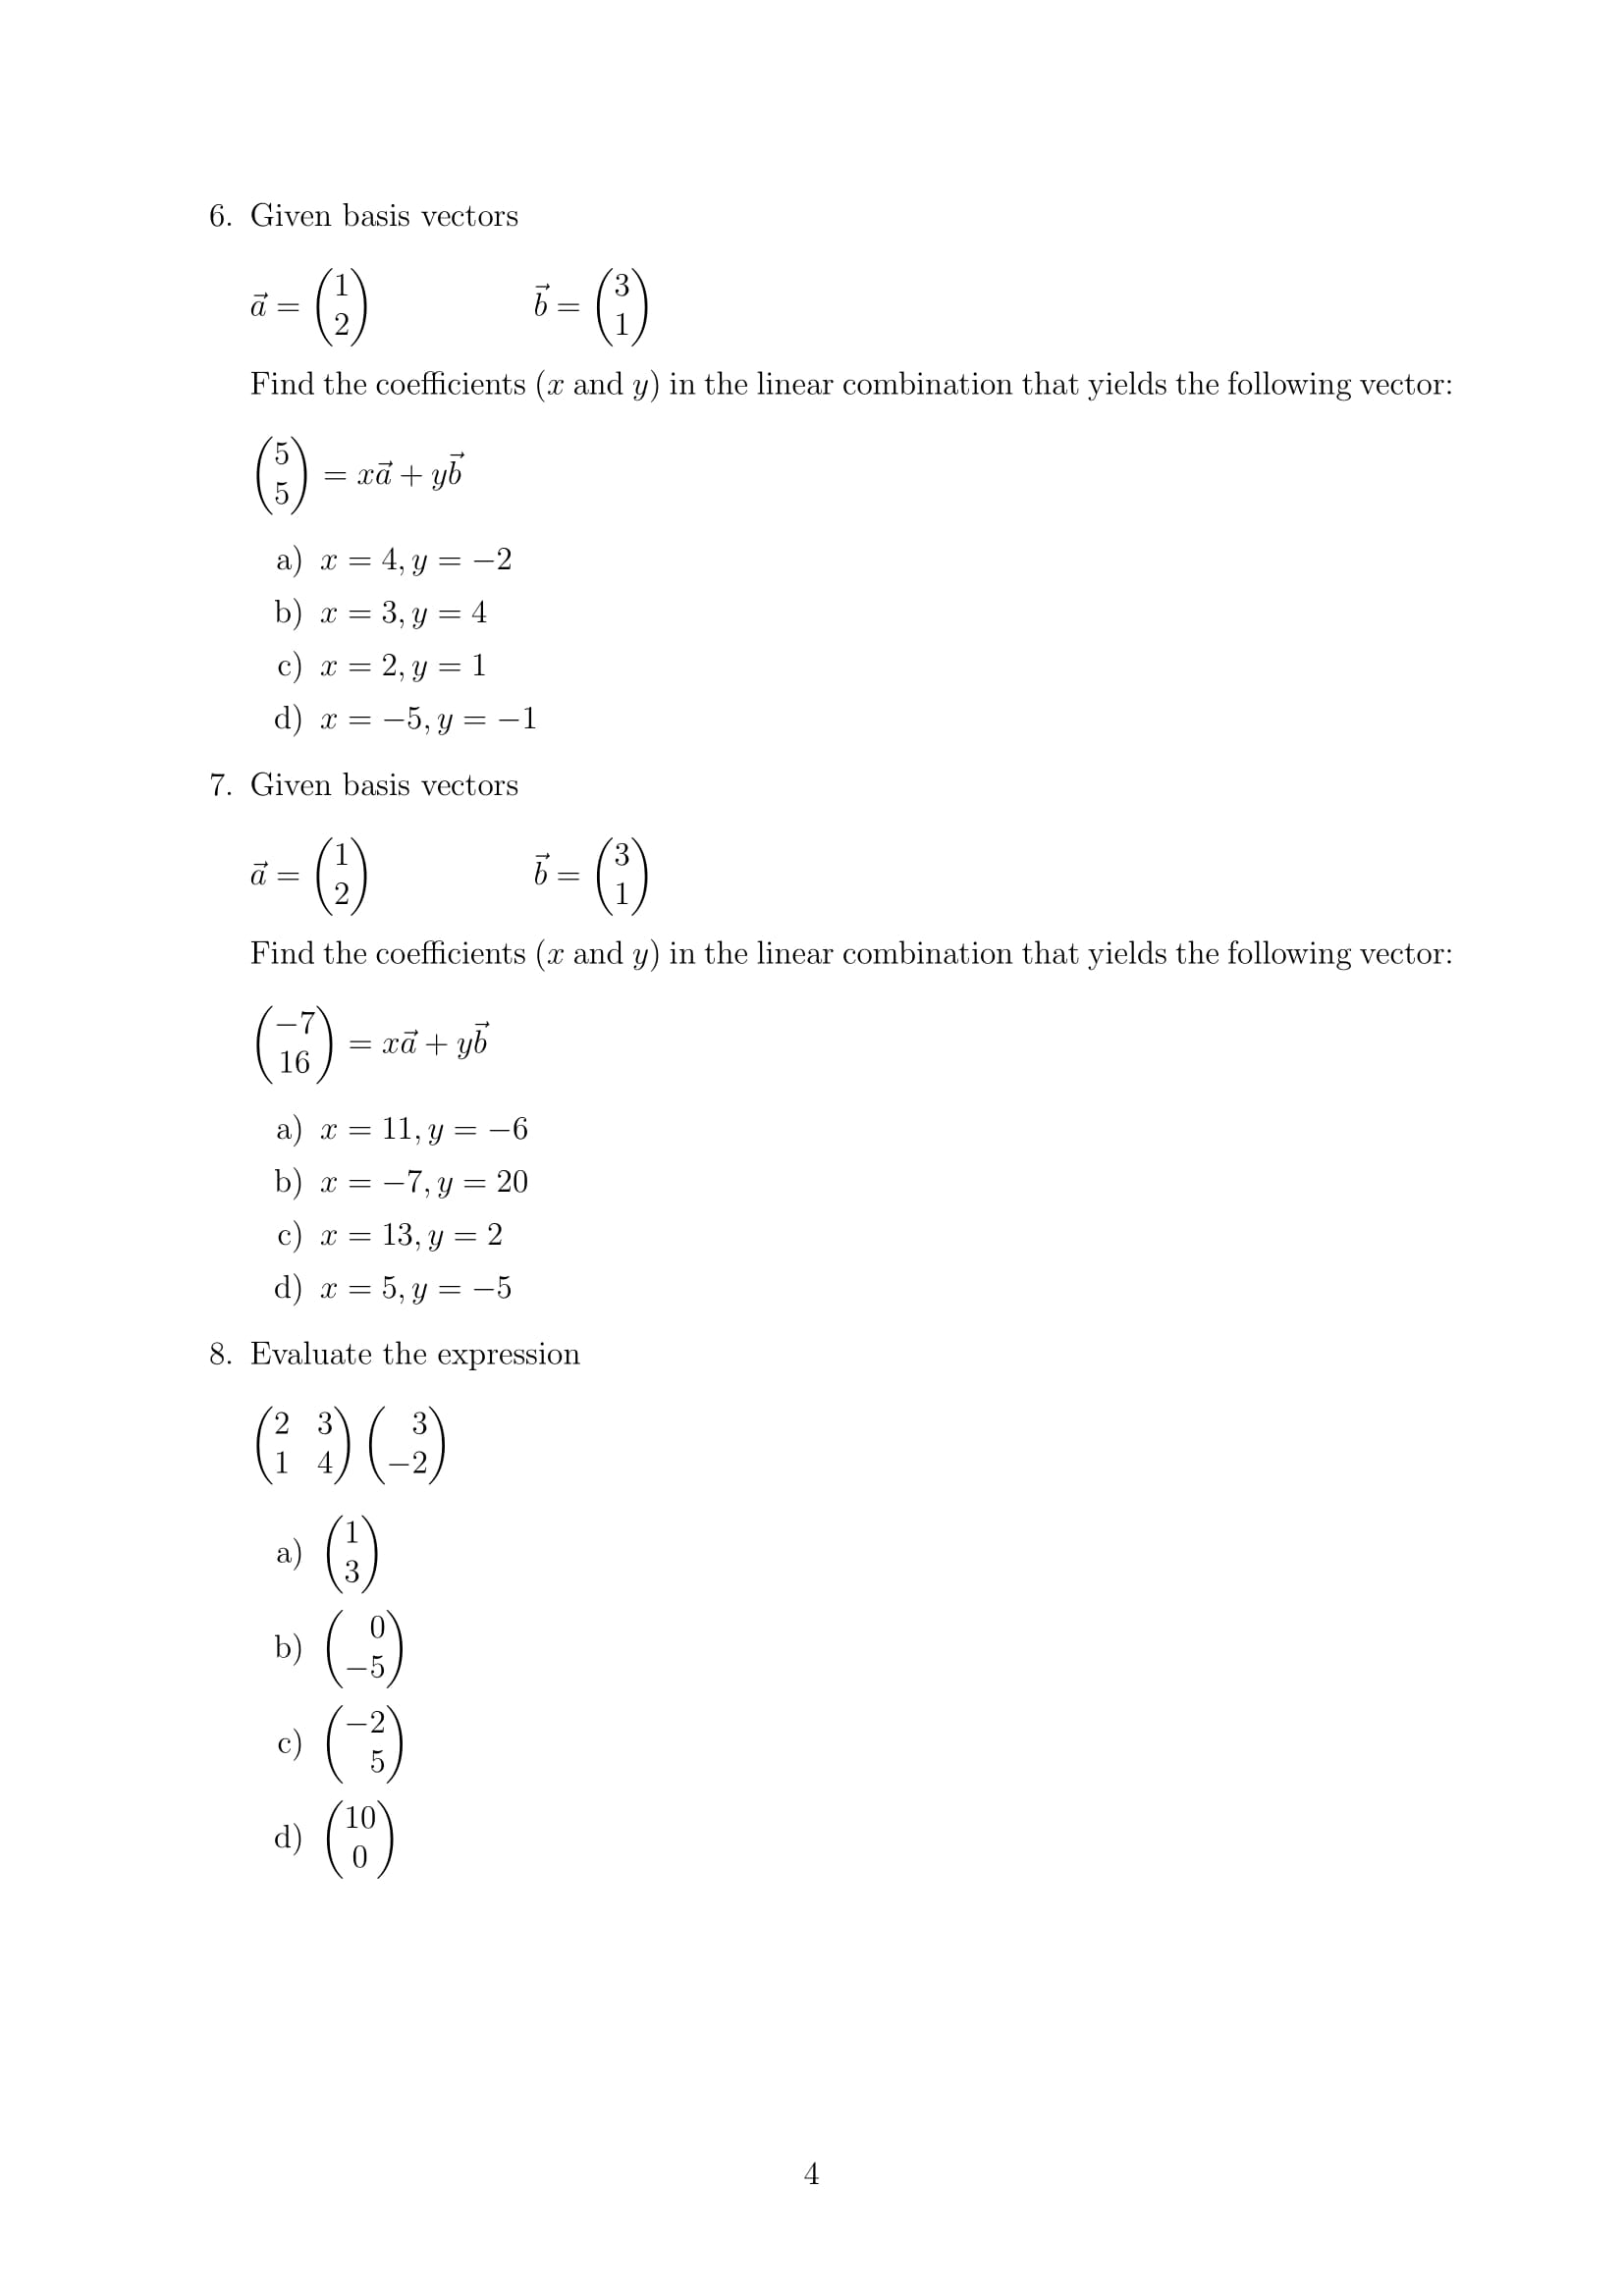 6. Given basis vectors
$\vec{a} = \begin{pmatrix} 1 \\ 2 \end{pmatrix}$ $\vec{b} = \begin{pmatrix} 3 \\ 1 \end{pmatrix}$
Find the coefficients ($x$ and $y$) in the linear combination that yields the following vector:
$\begin{pmatrix} 5 \\ 5 \end{pmatrix} = x\vec{a} + y\vec{b}$
a) $x = 4, y = -2$
b) $x = 3, y = 4$
c) $x = 2, y = 1$
d) $x = -5, y = -1$
7. Given basis vectors
$\vec{a} = \begin{pmatrix} 1 \\ 2 \end{pmatrix}$ $\vec{b} = \begin{pmatrix} 3 \\ 1 \end{pmatrix}$
Find the coefficients ($x$ and $y$) in the linear combination that yields the following vector:
$\begin{pmatrix} -7 \\ 16 \end{pmatrix} = x\vec{a} + y\vec{b}$
a) $x = 11, y = -6$
b) $x = -7, y = 20$
c) $x = 13, y = 2$
d) $x = 5, y = -5$
8. Evaluate the expression
$\begin{pmatrix} 2 & 3 \\ 1 & 4 \end{pmatrix} \begin{pmatrix} 3 \\ -2 \end{pmatrix}$
a) $\begin{pmatrix} 1 \\ 3 \end{pmatrix}$
b) $\begin{pmatrix} 0 \\ -5 \end{pmatrix}$
c) $\begin{pmatrix} -2 \\ 5 \end{pmatrix}$
d) $\begin{pmatrix} 10 \\ 0 \end{pmatrix}$
4